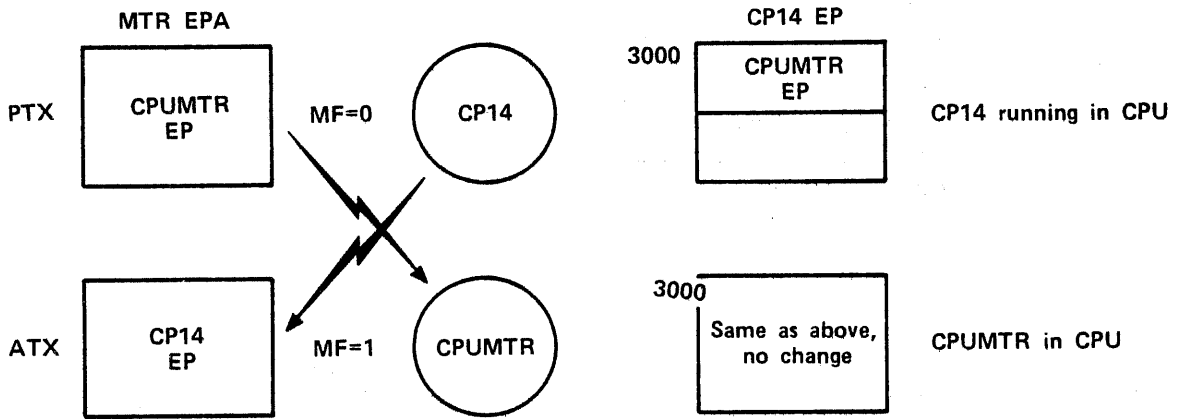 MTR EPA
CP14 EP
3000
PTX
CPUMTR
EP
MF=0
CP14
CPUMTR
EP
CP14 running in CPU
3000
ATX
CP14
EP
MF=1
CPUMTR
Same as above,
no change
CPUMTR in CPU